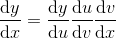 dy/dx = dy/du du/dv dv/dx